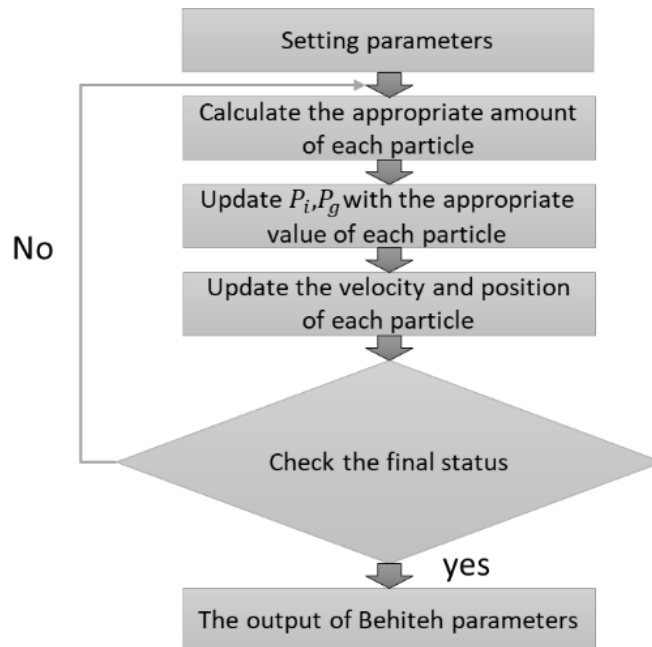 Setting parameters
Calculate the appropriate amount
of each particle
Update P_i,P_g with the appropriate
value of each particle
No
Update the velocity and position
of each particle
Check the final status
yes
The output of Behiteh parameters